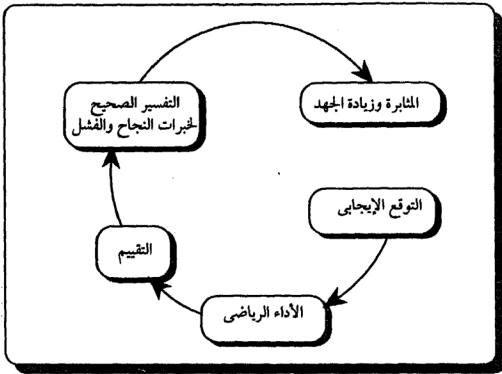 التفسير الصحيح
لخبرات النجاح والفشل
المثابرة وزيادة الجهد
التوقع الإيجابى
التقييم
الأداء الرياضى